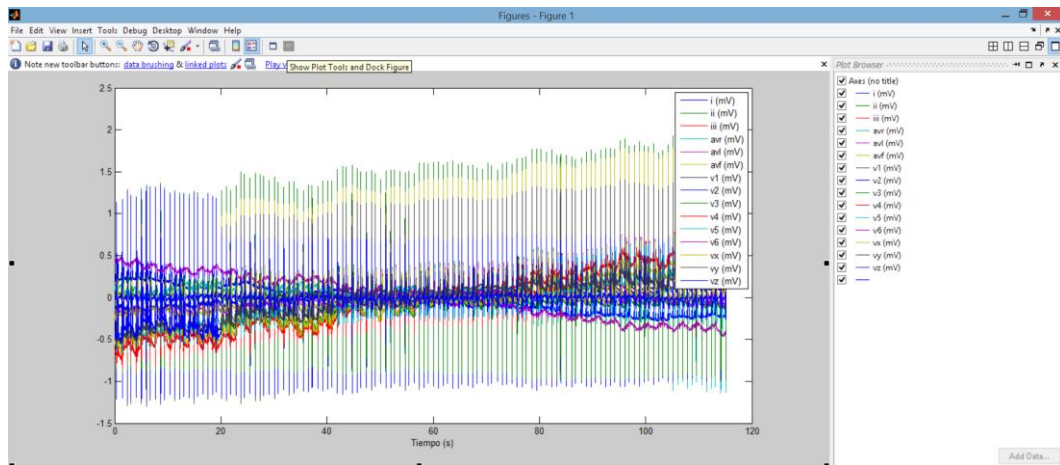 Figures - Figure 1
File Edit View Insert Tools Debug Desktop Window Help
Note new toolbar buttons: data brushing & linked plots Play v
Show Plot Tools and Dock Figure
2.5
2
1.5
1
0.5
0
-0.5
-1
-1.5
0
20
40
60
80
100
120
Tiempo (s)
i (mV)
ii (mV)
iii (mV)
avr (mV)
avl (mV)
avf (mV)
v1 (mV)
v2 (mV)
v3 (mV)
v4 (mV)
v5 (mV)
v6 (mV)
vx (mV)
vy (mV)
vz (mV)
Plot Browser
Axes (no title)
i (mV)
ii (mV)
iii (mV)
avr (mV)
avl (mV)
avf (mV)
v1 (mV)
v2 (mV)
v3 (mV)
v4 (mV)
v5 (mV)
v6 (mV)
vx (mV)
vy (mV)
vz (mV)
Add Data...